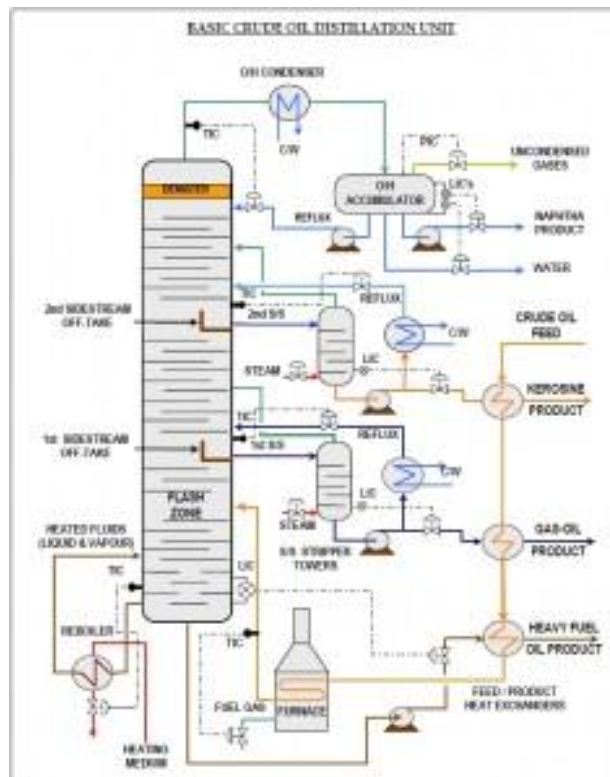 BASIC CRUDE OIL DISTILLATION UNIT
O/H CONDENSER
TIC
C/W
PIC
UNCONDENSED
GASES
LIC's
DEMISTER
O/H
ACCUMULATOR
REFLUX
NAPHTHA
PRODUCT
WATER
TIC
REFLUX
2nd SIDESTREAM
OFF-TAKE
2nd S/S
CRUDE OIL
FEED
C/W
LIC
STEAM
KEROSINE
PRODUCT
TIC
REFLUX
1st SIDESTREAM
OFF-TAKE
1st S/S
C/W
LIC
FLASH
ZONE
STEAM
HEATED FLUIDS
(LIQUID & VAPOUR)
GAS-OIL
PRODUCT
S/S STRIPPER
TOWERS
TIC
LIC
REBOILER
TIC
HEAVY FUEL
OIL PRODUCT
FUEL GAS
FURNACE
FEED / PRODUCT
HEAT EXCHANGERS
HEATING
MEDIUM